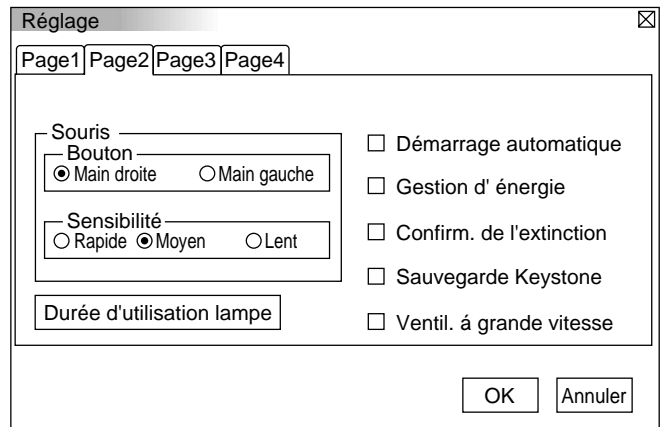 Réglage
Page1 Page2 Page3 Page4
Souris
Bouton
Main droite Main gauche
Sensibilité
Rapide Moyen Lent
Durée d'utilisation lampe
Démarrage automatique
Gestion d' énergie
Confirm. de l'extinction
Sauvegarde Keystone
Ventil. á grande vitesse
OK Annuler